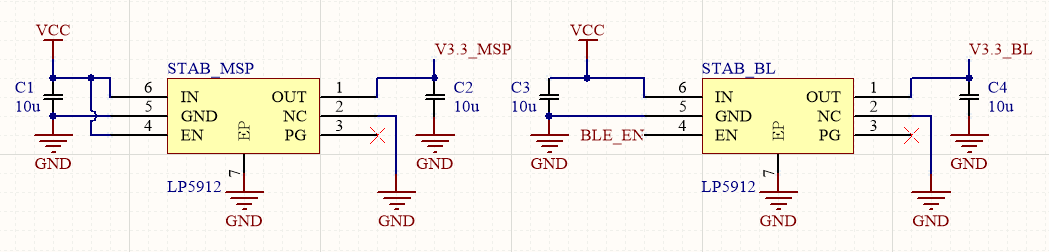 VCC
VCC
V3.3_MSP
V3.3_BL
STAB_MSP
STAB_BL
C1
10u
6
5
4
IN
GND
EN
EP
OUT
NC
PG
1
2
3
C2
10u
C3
10u
6
5
4
IN
GND
EN
EP
OUT
NC
PG
1
2
3
C4
10u
BLE_EN
GND
GND
GND
GND
7
7
LP5912
LP5912
GND
GND
GND
GND